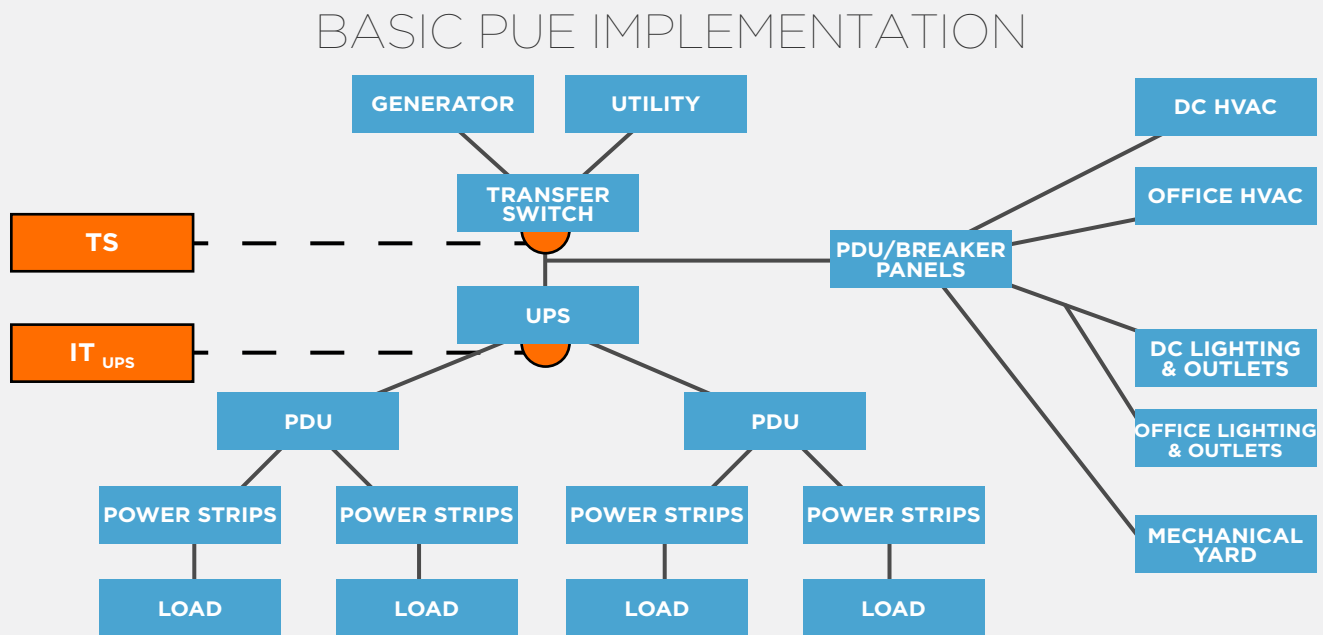 BASIC PUE IMPLEMENTATION
GENERATOR
UTILITY
DC HVAC
TRANSFER
SWITCH
OFFICE HVAC
TS
PDU/BREAKER
PANELS
UPS
IT UPS
DC LIGHTING
& OUTLETS
PDU
PDU
OFFICE LIGHTING
& OUTLETS
POWER STRIPS
POWER STRIPS
POWER STRIPS
POWER STRIPS
MECHANICAL
YARD
LOAD
LOAD
LOAD
LOAD